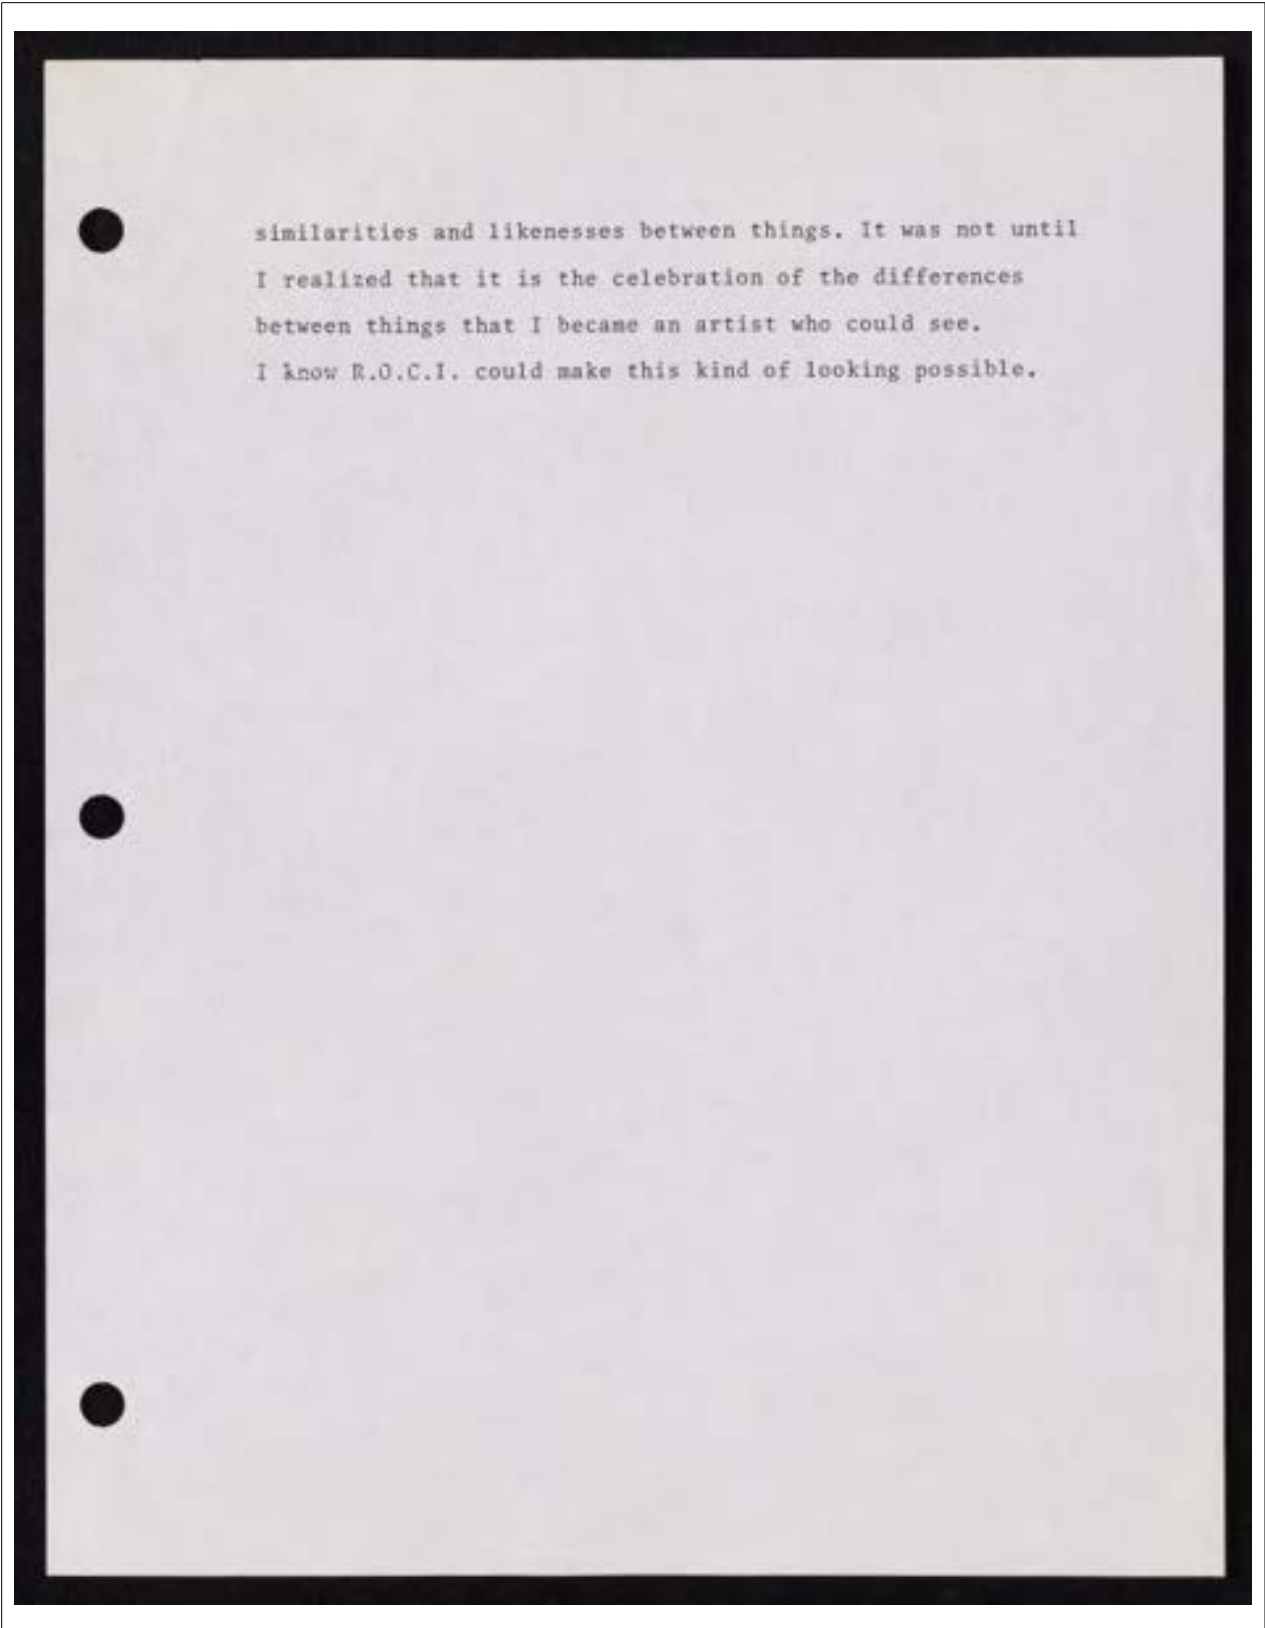 similarities and likenesses between things. It was not until
I realized that it is the celebration of the differences
between things that I became an artist who could see.
I know R.O.C.I. could make this kind of looking possible.